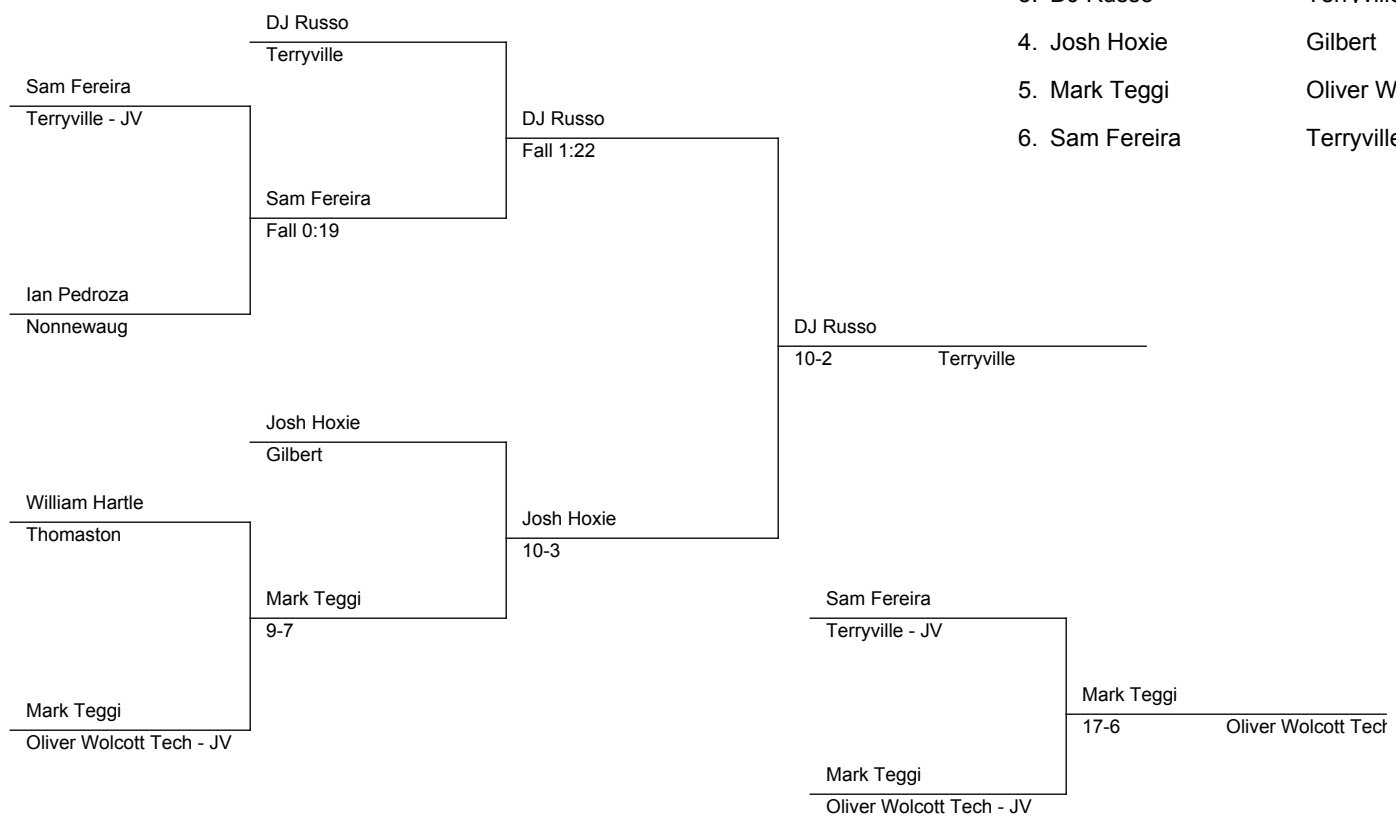 DJ Russo
Terryville
4. Josh Hoxie Gilbert
Sam Fereira
Terryville - JV
5. Mark Teggi Oliver
DJ Russo
Fall 1:22
6. Sam Fereira
Sam Fereira
Fall 0:19
Ian Pedroza
Nonnewaug
DJ Russo
10-2 Terryville
Josh Hoxie
Gilbert
William Hartle
Thomaston
Josh Hoxie
10-3
Mark Teggi
9-7
Sam Fereira
Terryville - JV
Mark Teggi
17-6 Oliver Wolcott
Mark Teggi
Oliver Wolcott Tech - JV
Mark Teggi
Oliver Wolcott Tech - JV